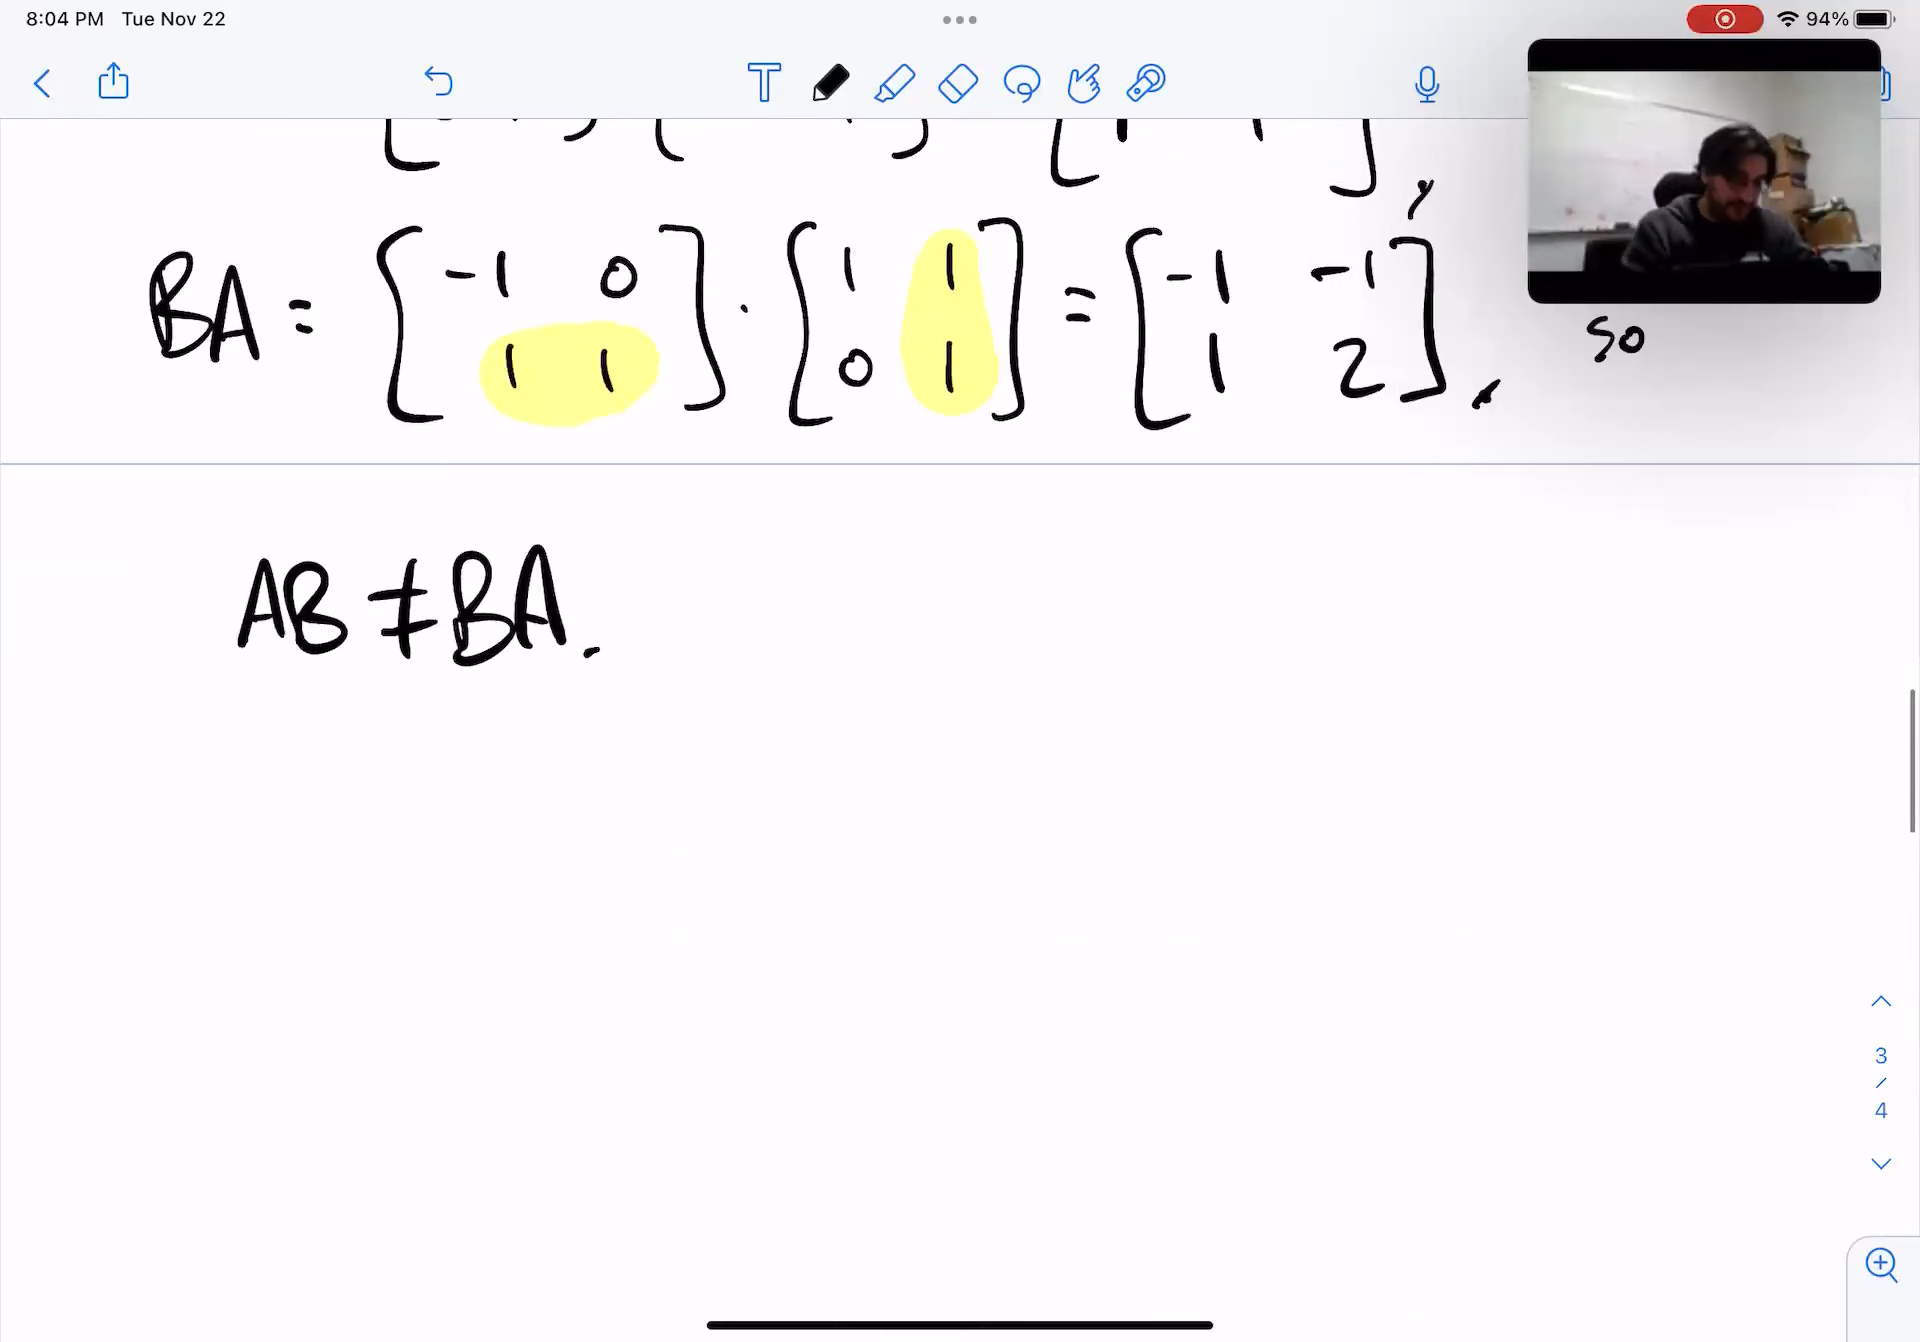 8:04 PM Tue Nov 22
94%
BA = [ -1 0 ] . [ 1 1 ] = [ -1 -1 ]
[ 1 1 ] [ 0 1 ] [ 1 2 ] .
so
AB ≠ BA.
3
/
4